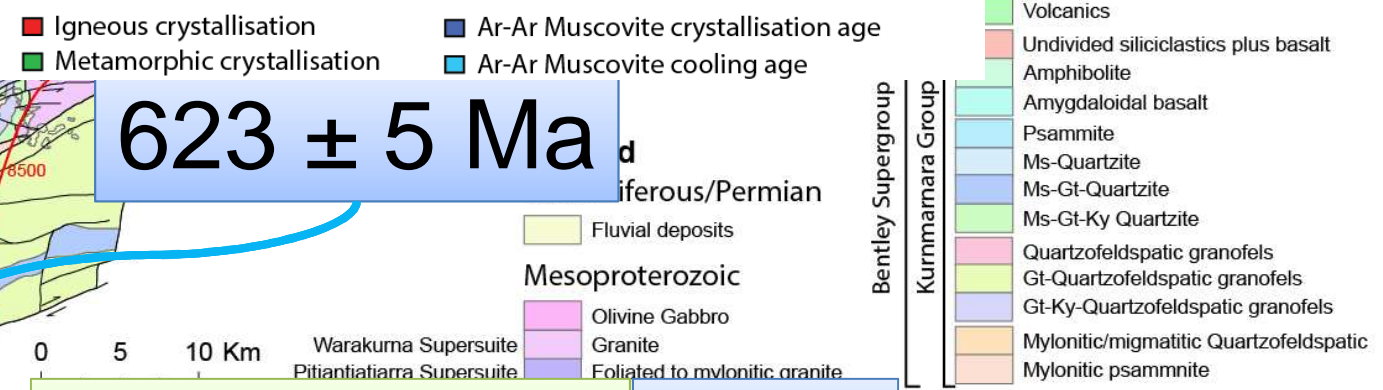 Igneous crystallisation
Metamorphic crystallisation
Ar-Ar Muscovite crystallisation age
Ar-Ar Muscovite cooling age
623 ± 5 Ma
8500
d
iferous/Permian
Fluvial deposits
Mesoproterozoic
Olivine Gabbro
Warakurna Supersuite
Granite
Pitiantiatiarra Supersuite
Foliated to mylonitic granite
0 5 10 Km
Bentley Supergroup
Kurnmamara Group
Volcanics
Undivided siliciclastics plus basalt
Amphibolite
Amygdaloidal basalt
Psammite
Ms-Quartzite
Ms-Gt-Quartzite
Ms-Gt-Ky Quartzite
Quartzofeldspatic granofels
Gt-Quartzofeldspatic granofels
Gt-Ky-Quartzofeldspatic granofels
Mylonitic/migmatitic Quartzofeldspatic
Mylonitic psammnite